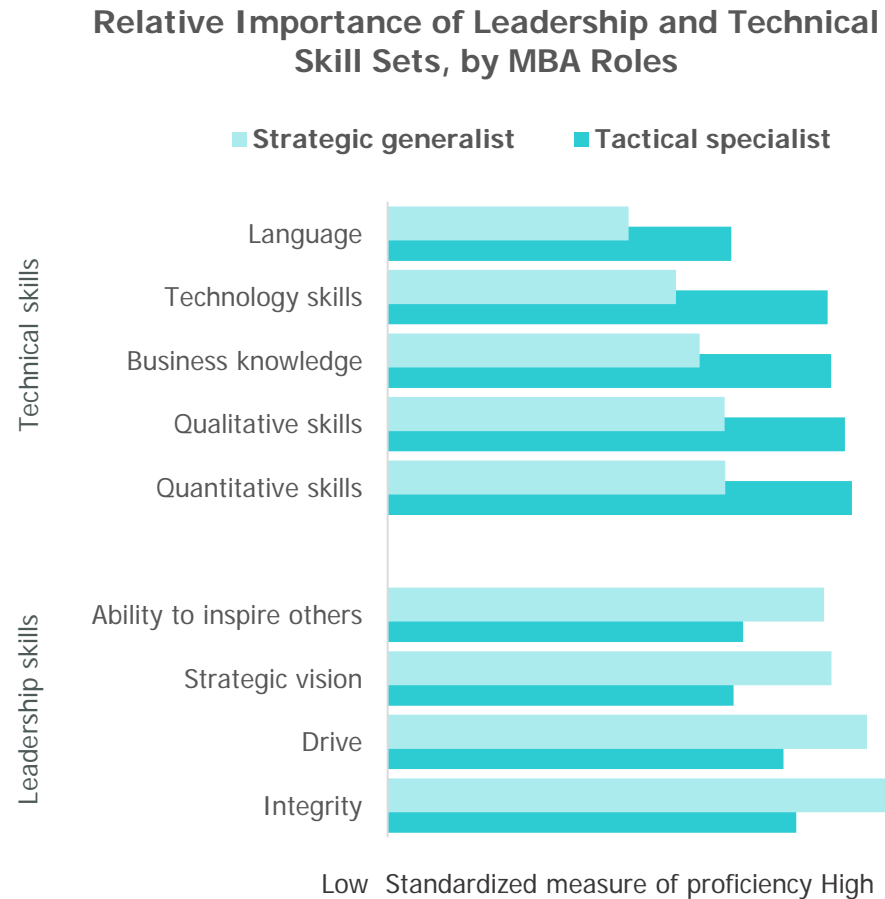 Relative Importance of Leadership and Technical
Skill Sets, by MBA Roles
Strategic generalist Tactical specialist
Technical skills
Language
Technology skills
Business knowledge
Qualitative skills
Quantitative skills
Leadership skills
Ability to inspire others
Strategic vision
Drive
Integrity
Low Standardized measure of proficiency High